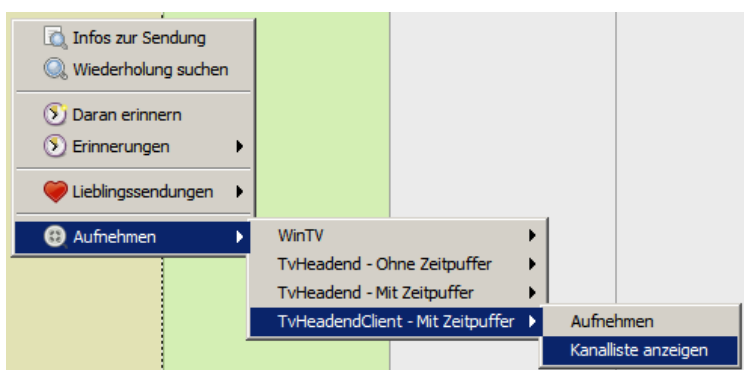 Infos zur Sendung
Wiederholung suchen
Daran erinnern
Erinnerungen
Lieblingssendungen
Aufnehmen
WinTV
TvHeadend - Ohne Zeitpuffer
TvHeadend - Mit Zeitpuffer
TvHeadendClient - Mit Zeitpuffer
Aufnehmen
Kanalliste anzeigen